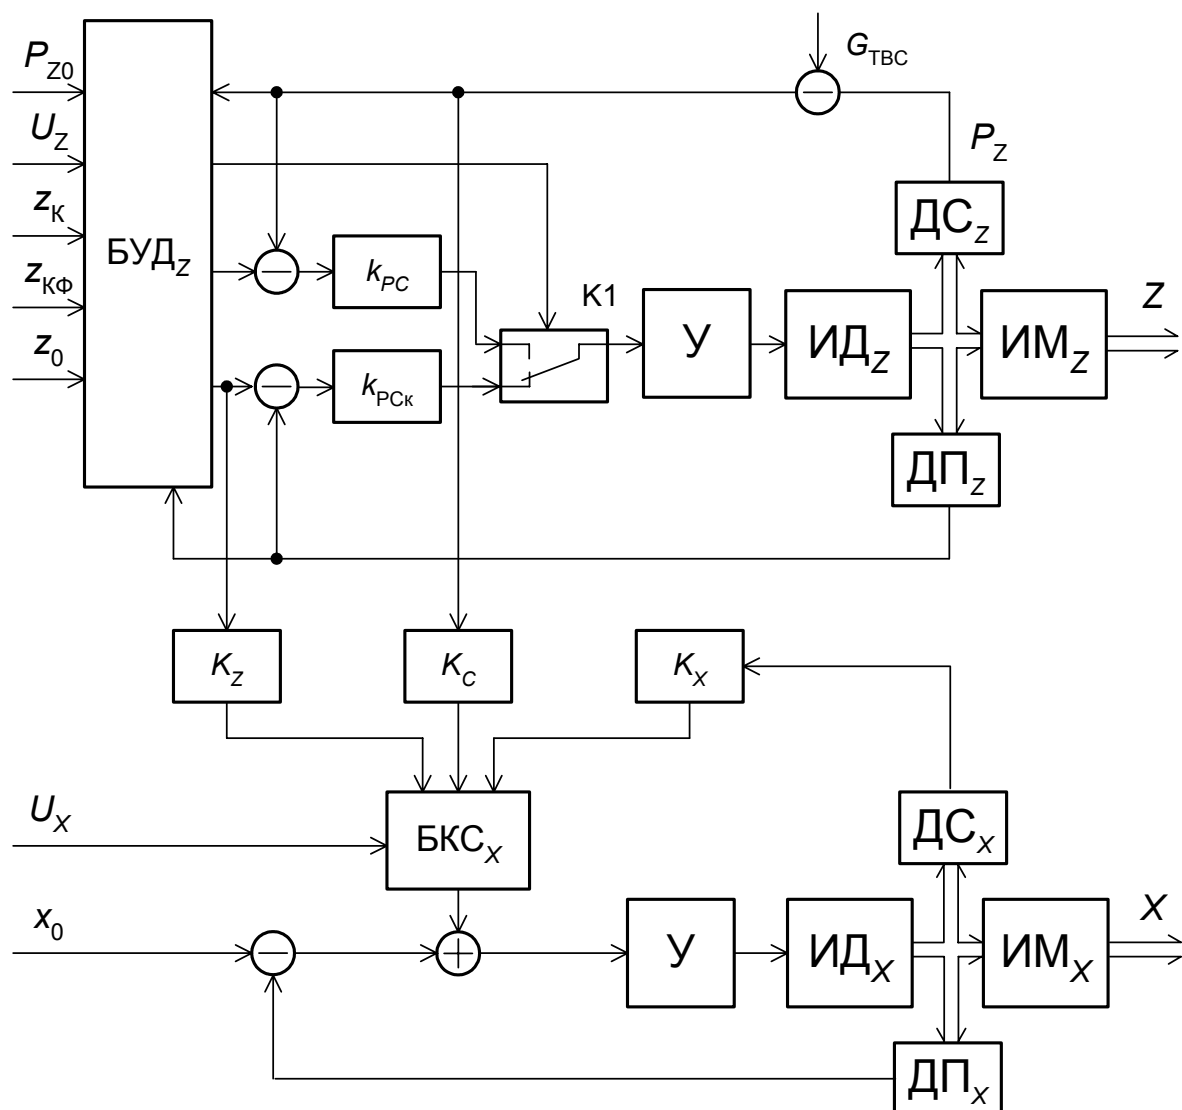 G_ТВС
P_Z0
U_Z
P_Z
ДС_Z
z_К
БУД_Z
k_PC
z_КФ
К1
Z
z_0
У
ИД_Z
ИМ_Z
k_РСк
ДП_Z
K_Z
K_C
K_X
U_X
БКС_X
ДС_X
x_0
X
У
ИД_X
ИМ_X
ДП_X